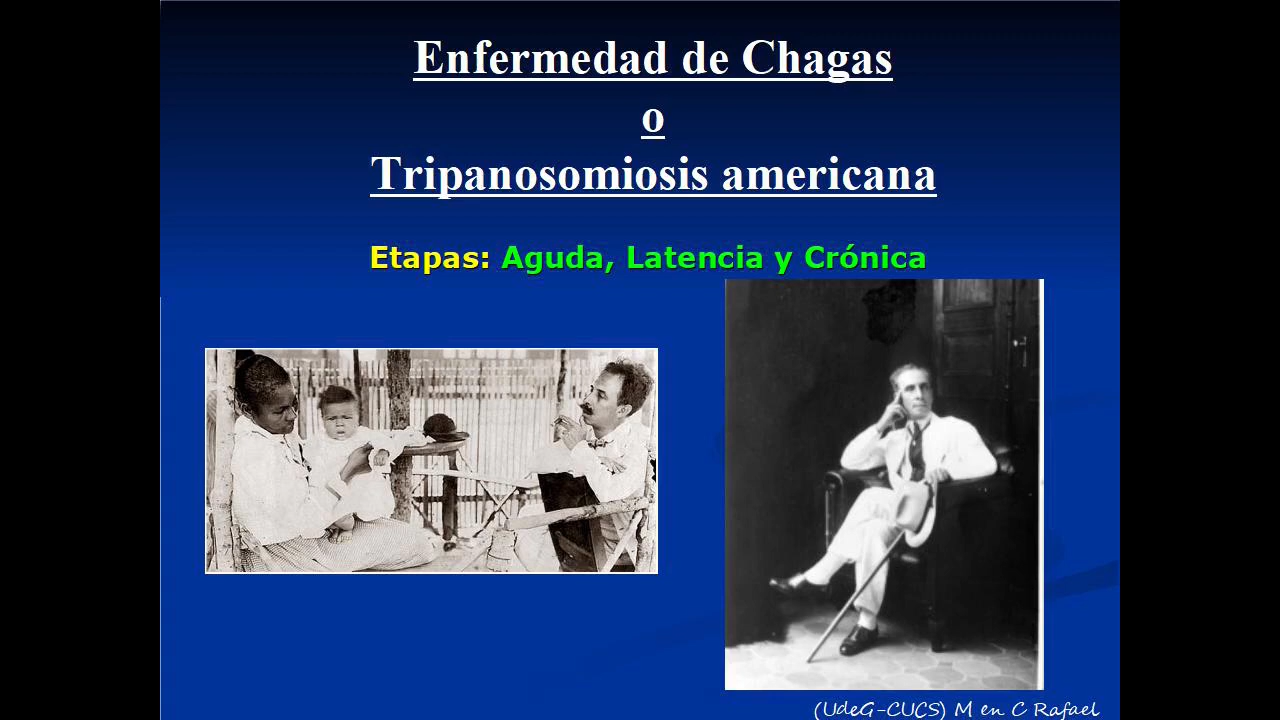 Enfermedad de Chagas
o
Tripanosomiosis americana
Etapas: Aguda, Latencia y Crónica
(UdeG-CUCS) M en C Rafael